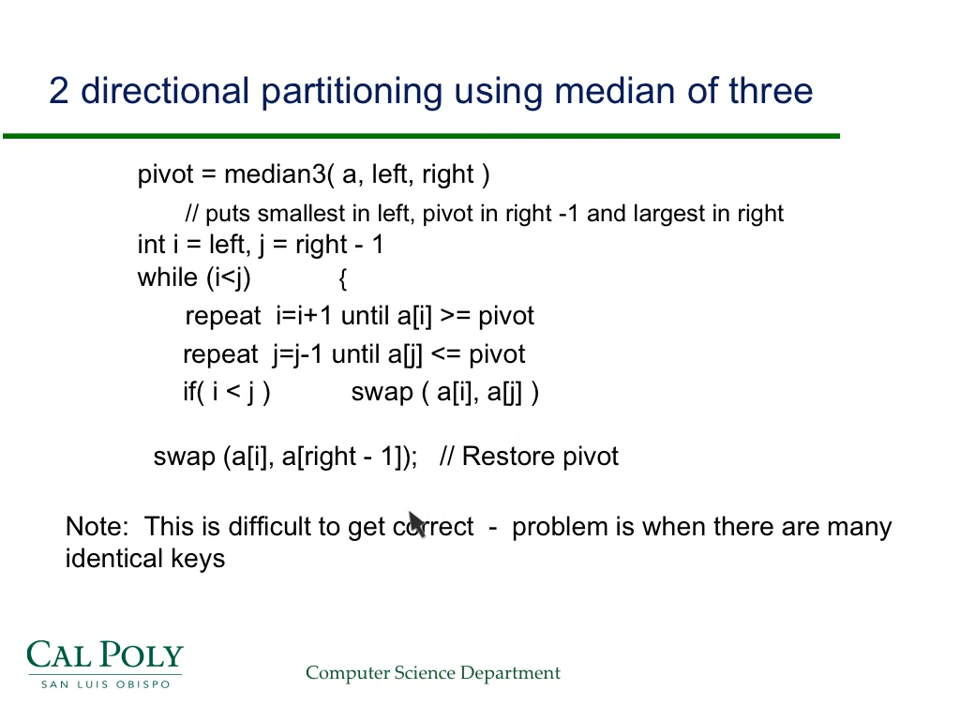 2 directional partitioning using median of three
pivot = median3( a, left, right )
// puts smallest in left, pivot in right -1 and largest in right
int i = left, j = right - 1
while (i<j) {
repeat i=i+1 until a[i] >= pivot
repeat j=j-1 until a[j] <= pivot
if( i < j ) swap ( a[i], a[j] )
swap (a[i], a[right - 1]); // Restore pivot
Note: This is difficult to get correct - problem is when there are many
identical keys
CAL POLY
SAN LUIS OBISPO
Computer Science Department